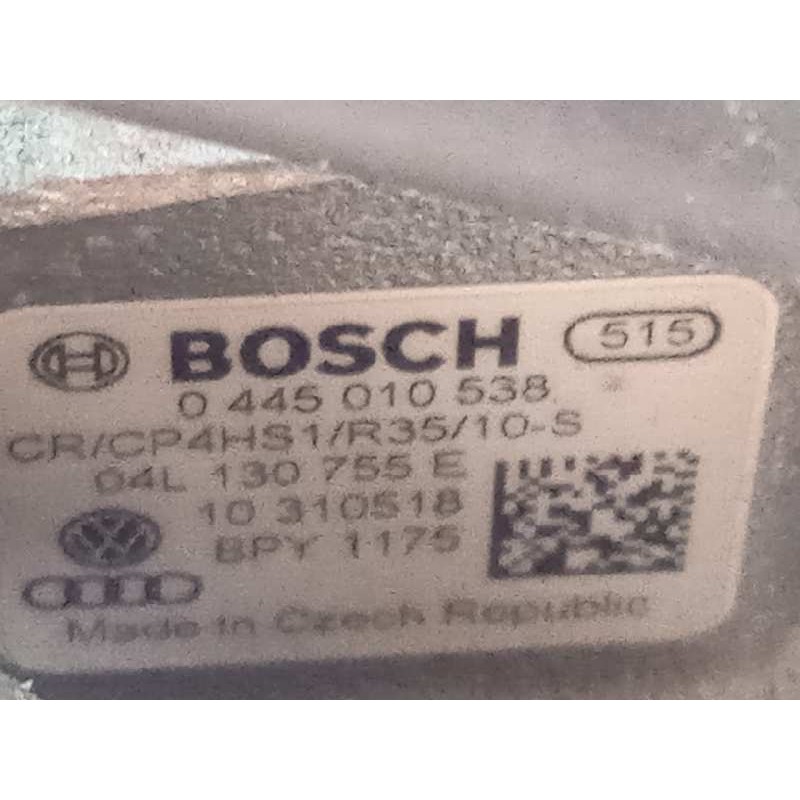 BOSCH 515
0 445 010 538
CR/CP4HS1/R35/10-S
04L 130 755 E
10 310518
BPY 1175
Made in Czech Republic